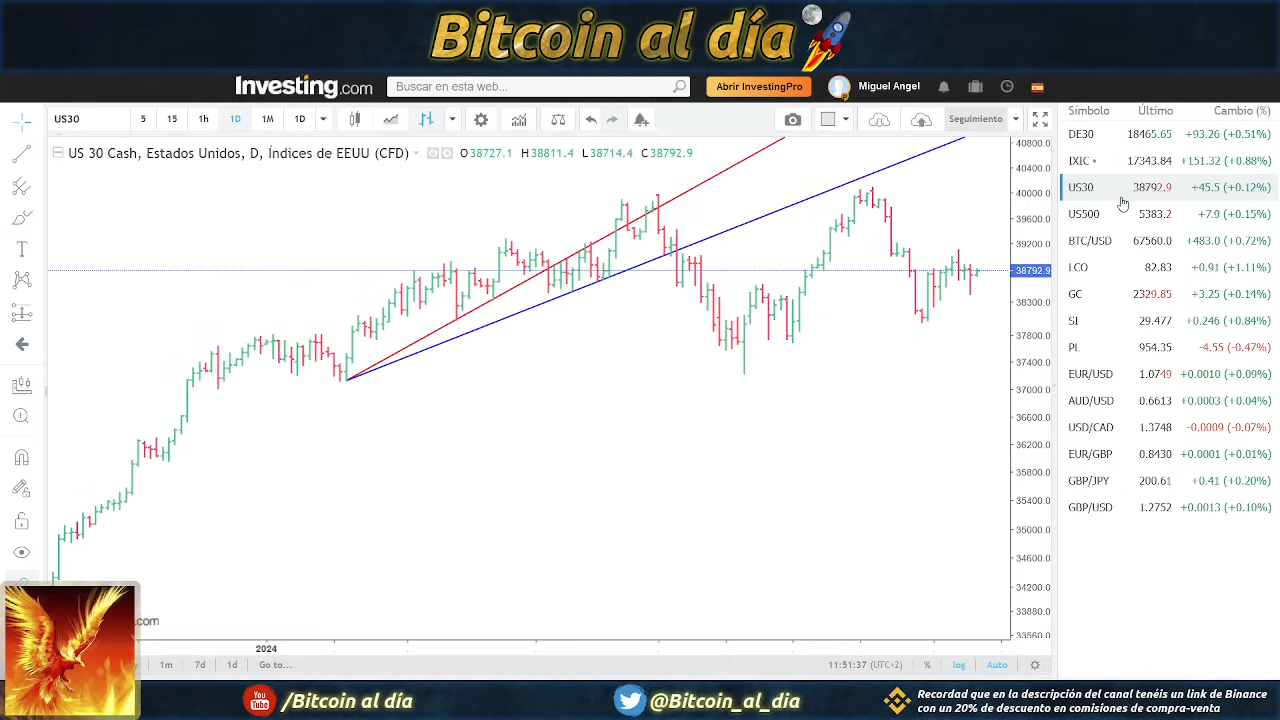 Bitcoin al día
Investing.com
Buscar en esta web...
Abrir InvestingPro
Miguel Angel
US30
5
15
1h
1D
1M
1D
Seguimiento
US 30 Cash, Estados Unidos, D, Índices de EEUU (CFD)
O38727.1 H38811.4 L38714.4 C38792.9
40800.0
40400.0
40000.0
39600.0
39200.0
38792.9
38300.0
37800.0
37400.0
37000.0
36600.0
36200.0
35800.0
35400.0
35000.0
34600.0
34200.0
33880.0
33560.0
Símbolo Último Cambio (%)
DE30 18465.65 +93.26 (+0.51%)
IXIC 17343.84 +151.32 (+0.88%)
US30 38792.9 +45.5 (+0.12%)
US500 5383.2 +7.9 (+0.15%)
BTC/USD 67560.0 +483.0 (+0.72%)
LCO 82.83 +0.91 (+1.11%)
GC 2329.85 +3.25 (+0.14%)
SI 29.477 +0.246 (+0.84%)
PL 954.35 -4.55 (-0.47%)
EUR/USD 1.0749 +0.0010 (+0.09%)
AUD/USD 0.6613 +0.0003 (+0.04%)
USD/CAD 1.3748 -0.0009 (-0.07%)
EUR/GBP 0.8430 +0.0001 (+0.01%)
GBP/JPY 200.61 +0.41 (+0.20%)
GBP/USD 1.2752 +0.0013 (+0.10%)
com
2024
1m
7d
1d
Go to...
11:51:37 (UTC+2)
%
log
Auto
You Tube
/Bitcoin al día
@Bitcoin_al_dia
Recordad que en la descripción del canal tenéis un link de Binance
con un 20% de descuento en comisiones de compra-venta